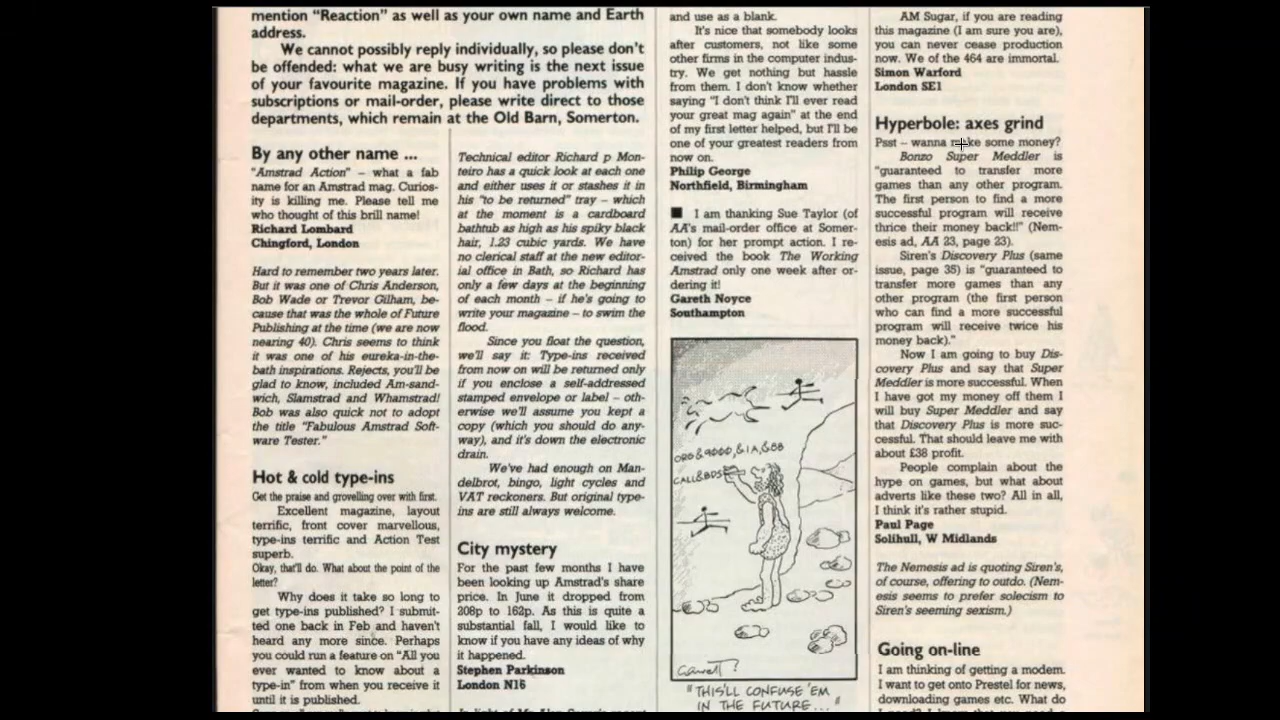 mention “Reaction” as well as your own name and Earth
address.
We cannot possibly reply individually, so please don’t
be offended: what we are busy writing is the next issue
of your favourite magazine. If you have problems with
subscriptions or mail-order, please write direct to those
departments, which remain at the Old Barn, Somerton.
By any other name ...
“Amstrad Action” – what a fab
name for an Amstrad mag. Curios-
ity is killing me. Please tell me
who thought of this brill name!
Richard Lombard
Chingford, London
Hard to remember two years later.
But it was one of Chris Anderson,
Bob Wade or Trevor Gilham, be-
cause that was the whole of Future
Publishing at the time (we are now
nearing 40). Chris seems to think
it was one of his eureka-in-the-
bath inspirations. Rejects, you’ll be
glad to know, included Am-sand-
wich, Slamstrad and Whamstrad!
Bob was also quick not to adopt
the title “Fabulous Amstrad Soft-
ware Tester.”
Hot & cold type-ins
Get the praise and grovelling over with first.
Excellent magazine, layout
terrific, front cover marvellous,
type-ins terrific and Action Test
superb.
Okay, that’ll do. What about the point of the
letter?
Why does it take so long to
get type-ins published? I submit-
ted one back in Feb and haven’t
heard any more since. Perhaps
you could run a feature on “All you
ever wanted to know about a
type-in” from when you receive it
until it is published.
Technical editor Richard p Mon-
teiro has a quick look at each one
and either uses it or stashes it in
his “to be returned” tray – which
at the moment is a cardboard
bathtub as high as his spiky black
hair, 1.23 cubic yards. We have
no clerical staff at the new editor-
ial office in Bath, so Richard has
only a few days at the beginning
of each month – if he’s going to
write your magazine – to swim the
flood.
Since you float the question,
we’ll say it: Type-ins received
from now on will be returned only
if you enclose a self-addressed
stamped envelope or label – oth-
erwise we’ll assume you kept a
copy (which you should do any-
way), and it’s down the electronic
drain.
We’ve had enough on Man-
delbrot, bingo, light cycles and
VAT reckoners. But original type-
ins are still always welcome.
City mystery
For the past few months I have
been looking up Amstrad’s share
price. In June it dropped from
208p to 162p. As this is quite a
substantial fall, I would like to
know if you have any ideas of why
it happened.
Stephen Parkinson
London N16
and use as a blank.
It’s nice that somebody looks
after customers, not like some
other firms in the computer indus-
try. We get nothing but hassle
from them. I don’t know whether
saying “I don’t think I’ll ever read
your great mag again” at the end
of my first letter helped, but I’ll be
one of your greatest readers from
now on.
Philip George
Northfield, Birmingham
■ I am thanking Sue Taylor (of
AA’s mail-order office at Somer-
ton) for her prompt action. I re-
ceived the book The Working
Amstrad only one week after or-
dering it!
Gareth Noyce
Southampton
ORG &9000,&1A,&BB
CALL&BD5
"THIS'LL CONFUSE 'EM
IN THE FUTURE..."
AM Sugar, if you are reading
this magazine (I am sure you are),
you can never cease production
now. We of the 464 are immortal.
Simon Warford
London SE1
Hyperbole: axes grind
Psst – wanna make some money?
Bonzo Super Meddler is
“guaranteed to transfer more
games than any other program.
The first person to find a more
successful program will receive
thrice their money back!!” (Nem-
esis ad, AA 23, page 23).
Siren’s Discovery Plus (same
issue, page 35) is “guaranteed to
transfer more games than any
other program (the first person
who can find a more successful
program will receive twice his
money back).”
Now I am going to buy Dis-
covery Plus and say that Super
Meddler is more successful. When
I have got my money off them I
will buy Super Meddler and say
that Discovery Plus is more suc-
cessful. That should leave me with
about £38 profit.
People complain about the
hype on games, but what about
adverts like these two? All in all,
I think it’s rather stupid.
Paul Page
Solihull, W Midlands
The Nemesis ad is quoting Siren’s,
of course, offering to outdo. (Nem-
esis seems to prefer solecism to
Siren’s seeming sexism.)
Going on-line
I am thinking of getting a modem.
I want to get onto Prestel for news,
downloading games etc. What do